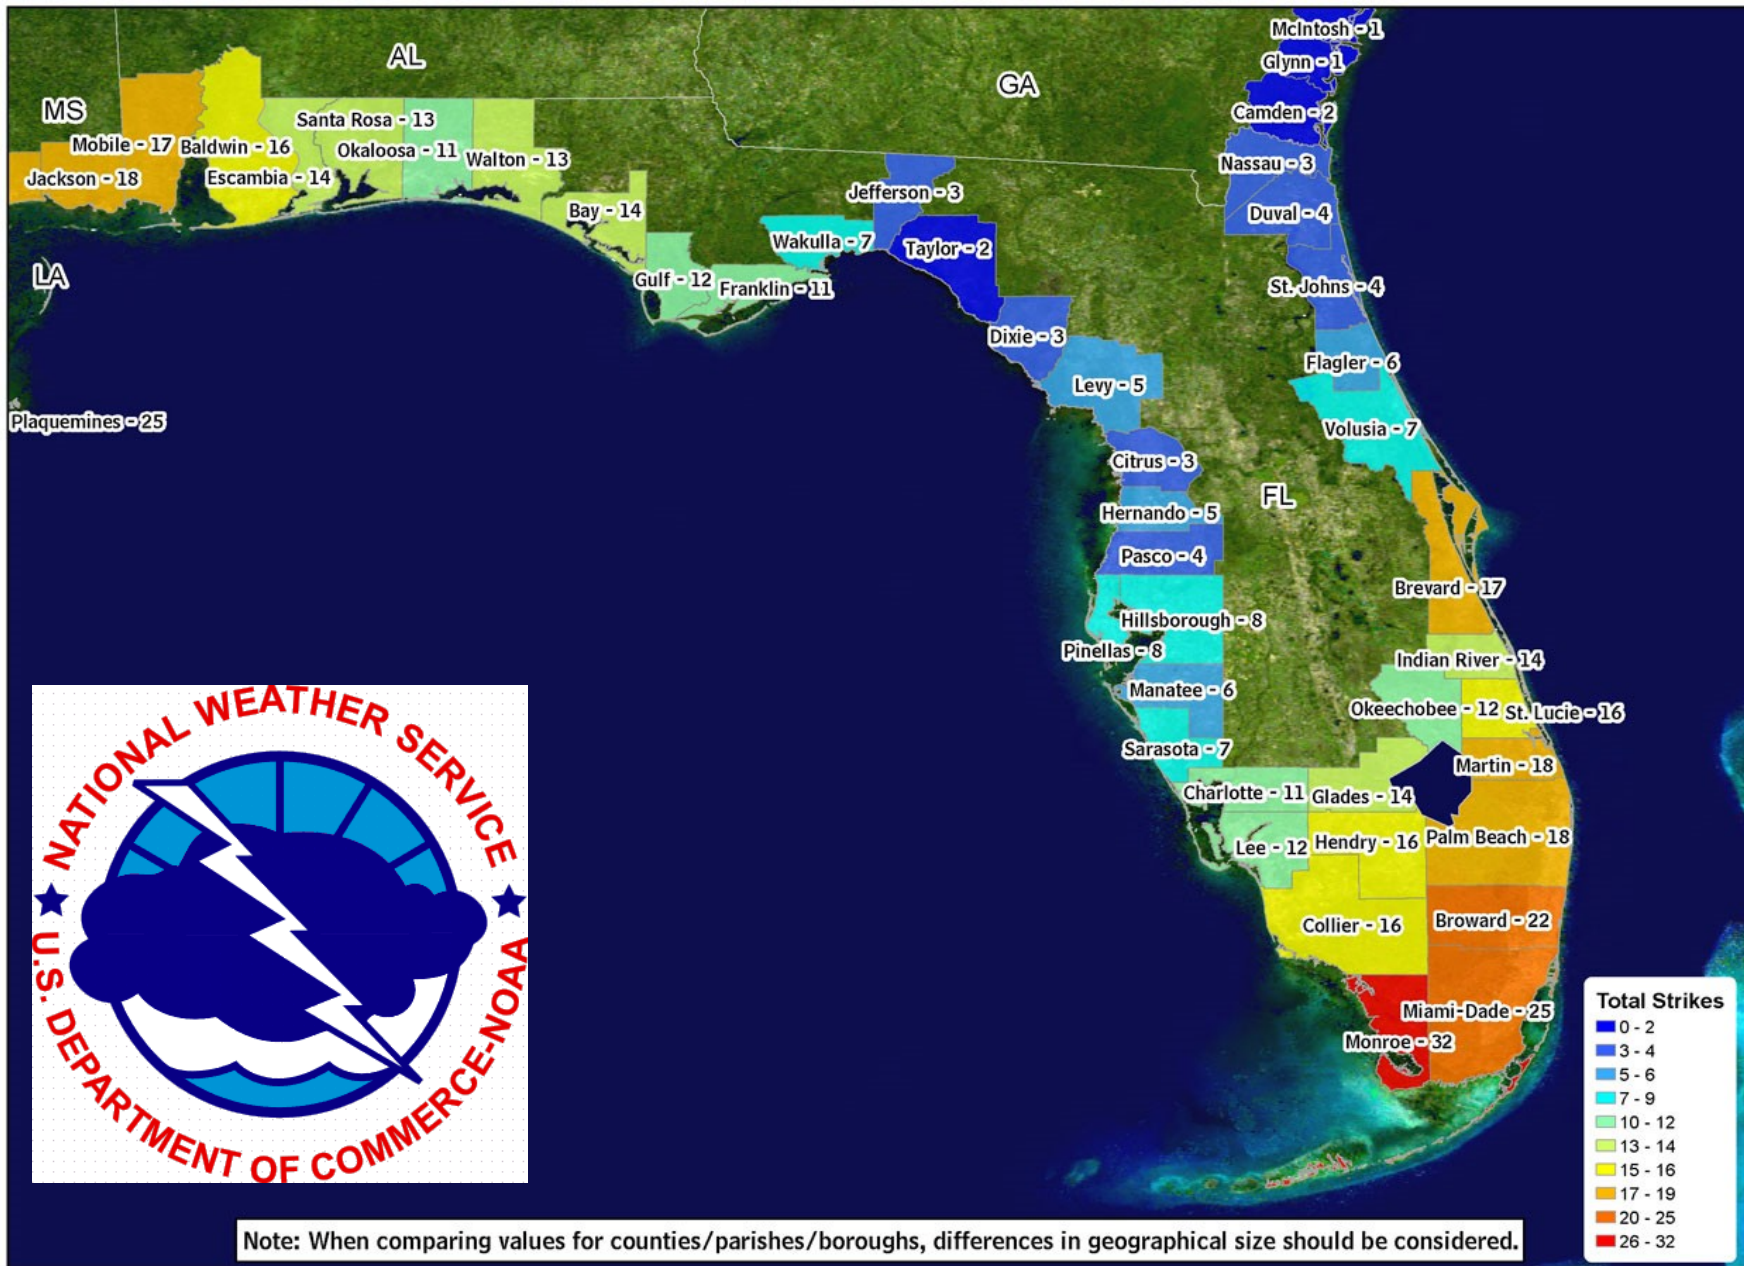 McIntosh - 1
Glynn - 1
AL
GA
MS
Camden - 2
Santa Rosa - 13
Mobile - 17
Baldwin - 16
Okaloosa - 11
Walton - 13
Nassau - 3
Jackson - 18
Escambia - 14
Jefferson - 3
Bay - 14
Duval - 4
Wakulla - 7
Taylor - 2
LA
Gulf - 12
Franklin - 11
St. Johns - 4
Dixie - 3
Flagler - 6
Levy - 5
Plaquemines - 25
Volusia - 7
Citrus - 3
FL
Hernando - 5
Pasco - 4
Brevard - 17
Hillsborough - 8
Pinellas - 8
Indian River - 14
Manatee - 6
Okeechobee - 12
St. Lucie - 16
Sarasota - 7
Martin - 18
Charlotte - 11
Glades - 14
Palm Beach - 18
Lee - 12
Hendry - 16
Collier - 16
Broward - 22
Miami-Dade - 25
Monroe - 32
NATIONAL WEATHER SERVICE
U.S. DEPARTMENT OF COMMERCE-NOAA
Total Strikes
0 - 2
3 - 4
5 - 6
7 - 9
10 - 12
13 - 14
15 - 16
17 - 19
20 - 25
26 - 32
Note: When comparing values for counties/parishes/boroughs, differences in geographical size should be considered.